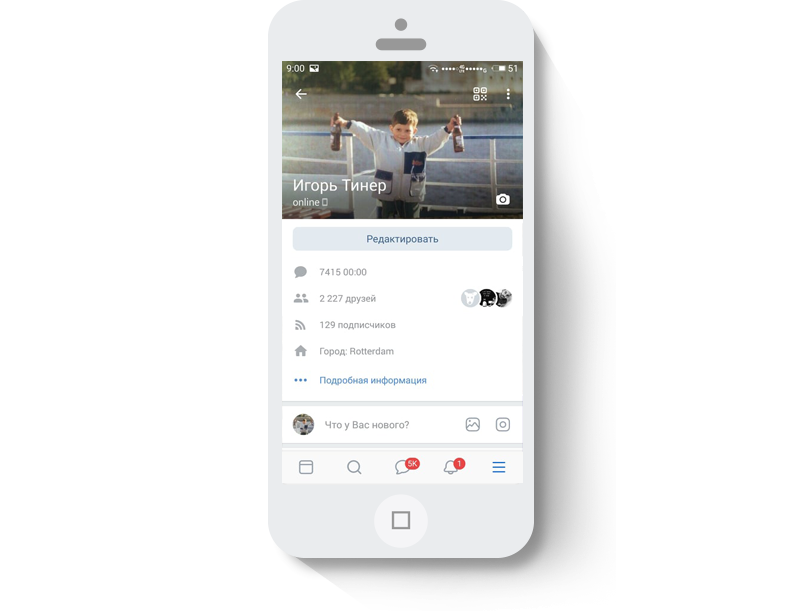 9:00
51
Игорь Тинер
online
Редактировать
7415 00:00
2 227 друзей
129 подписчиков
Город: Rotterdam
Подробная информация
Что у Вас нового?
5K
1